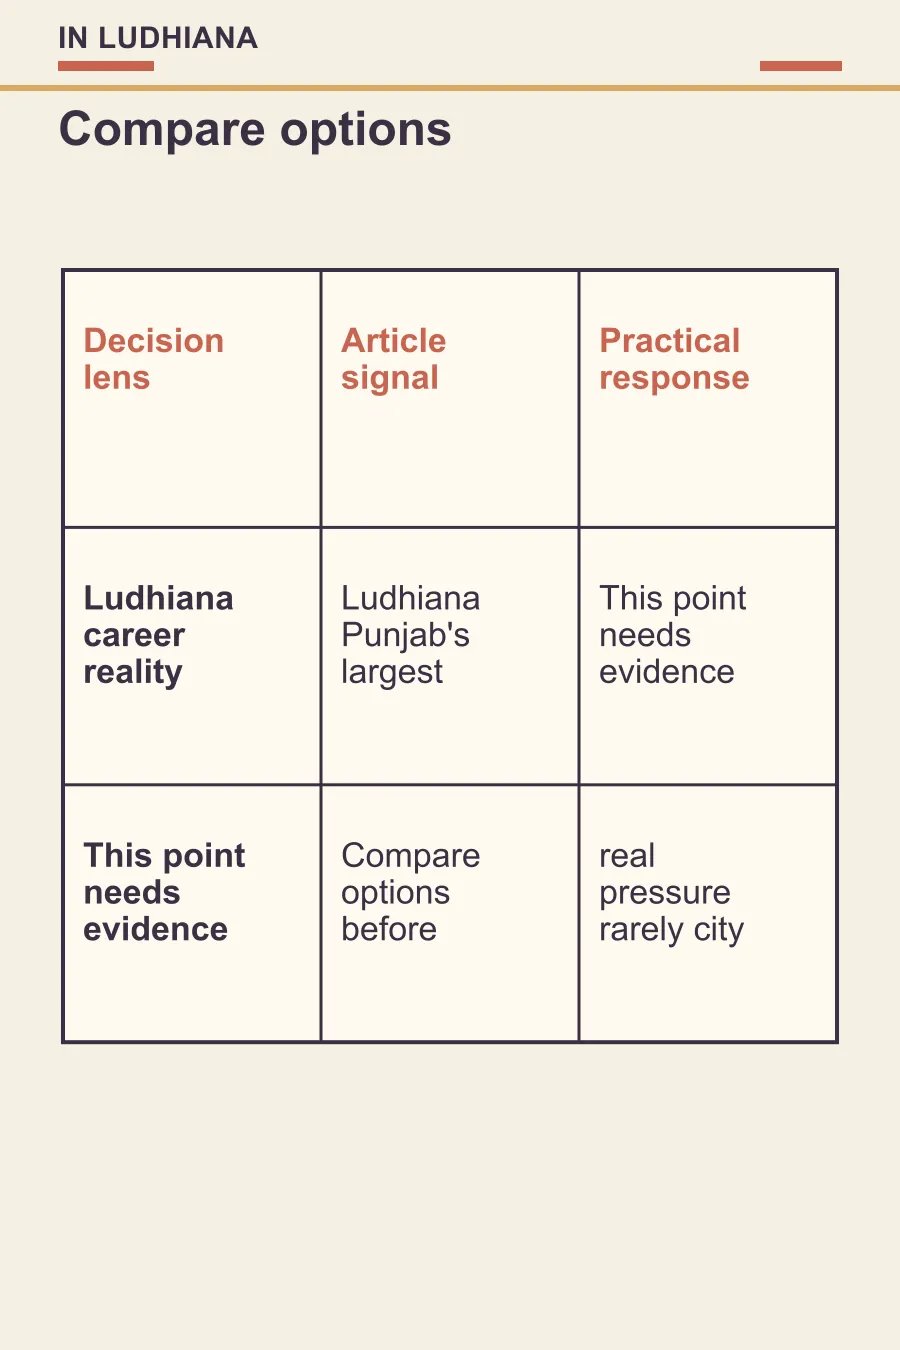 IN LUDHIANA
Compare options
Decision
lens
Article
signal
Practical
response
Ludhiana
career
reality
Ludhiana
Punjab's
largest
This point
needs
evidence
This point
needs
evidence
Compare
options
before
real
pressure
rarely city